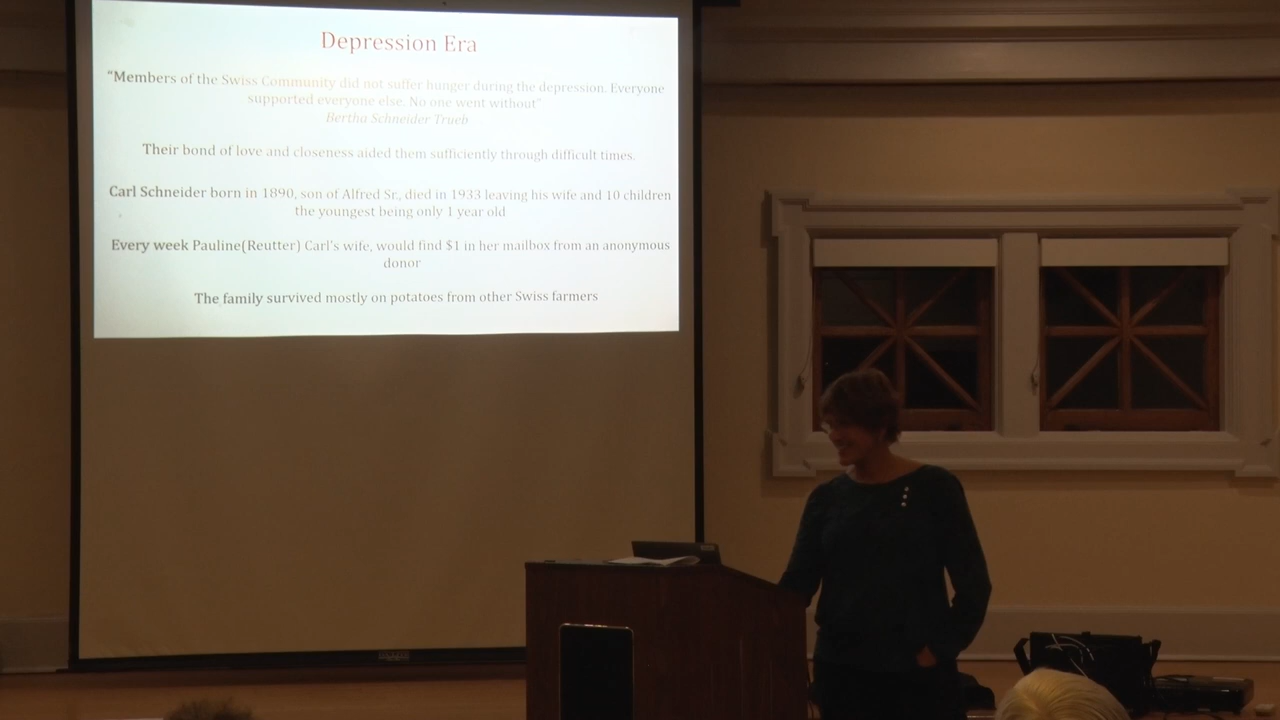 Depression Era
“Members of the Swiss Community did not suffer hunger during the depression. Everyone
supported everyone else. No one went without”
Bertha Schneider Trueb
Their bond of love and closeness aided them sufficiently through difficult times.
Carl Schneider born in 1890, son of Alfred Sr., died in 1933 leaving his wife and 10 children
the youngest being only 1 year old
Every week Pauline(Reutter) Carl's wife, would find $1 in her mailbox from an anonymous
donor
The family survived mostly on potatoes from other Swiss farmers